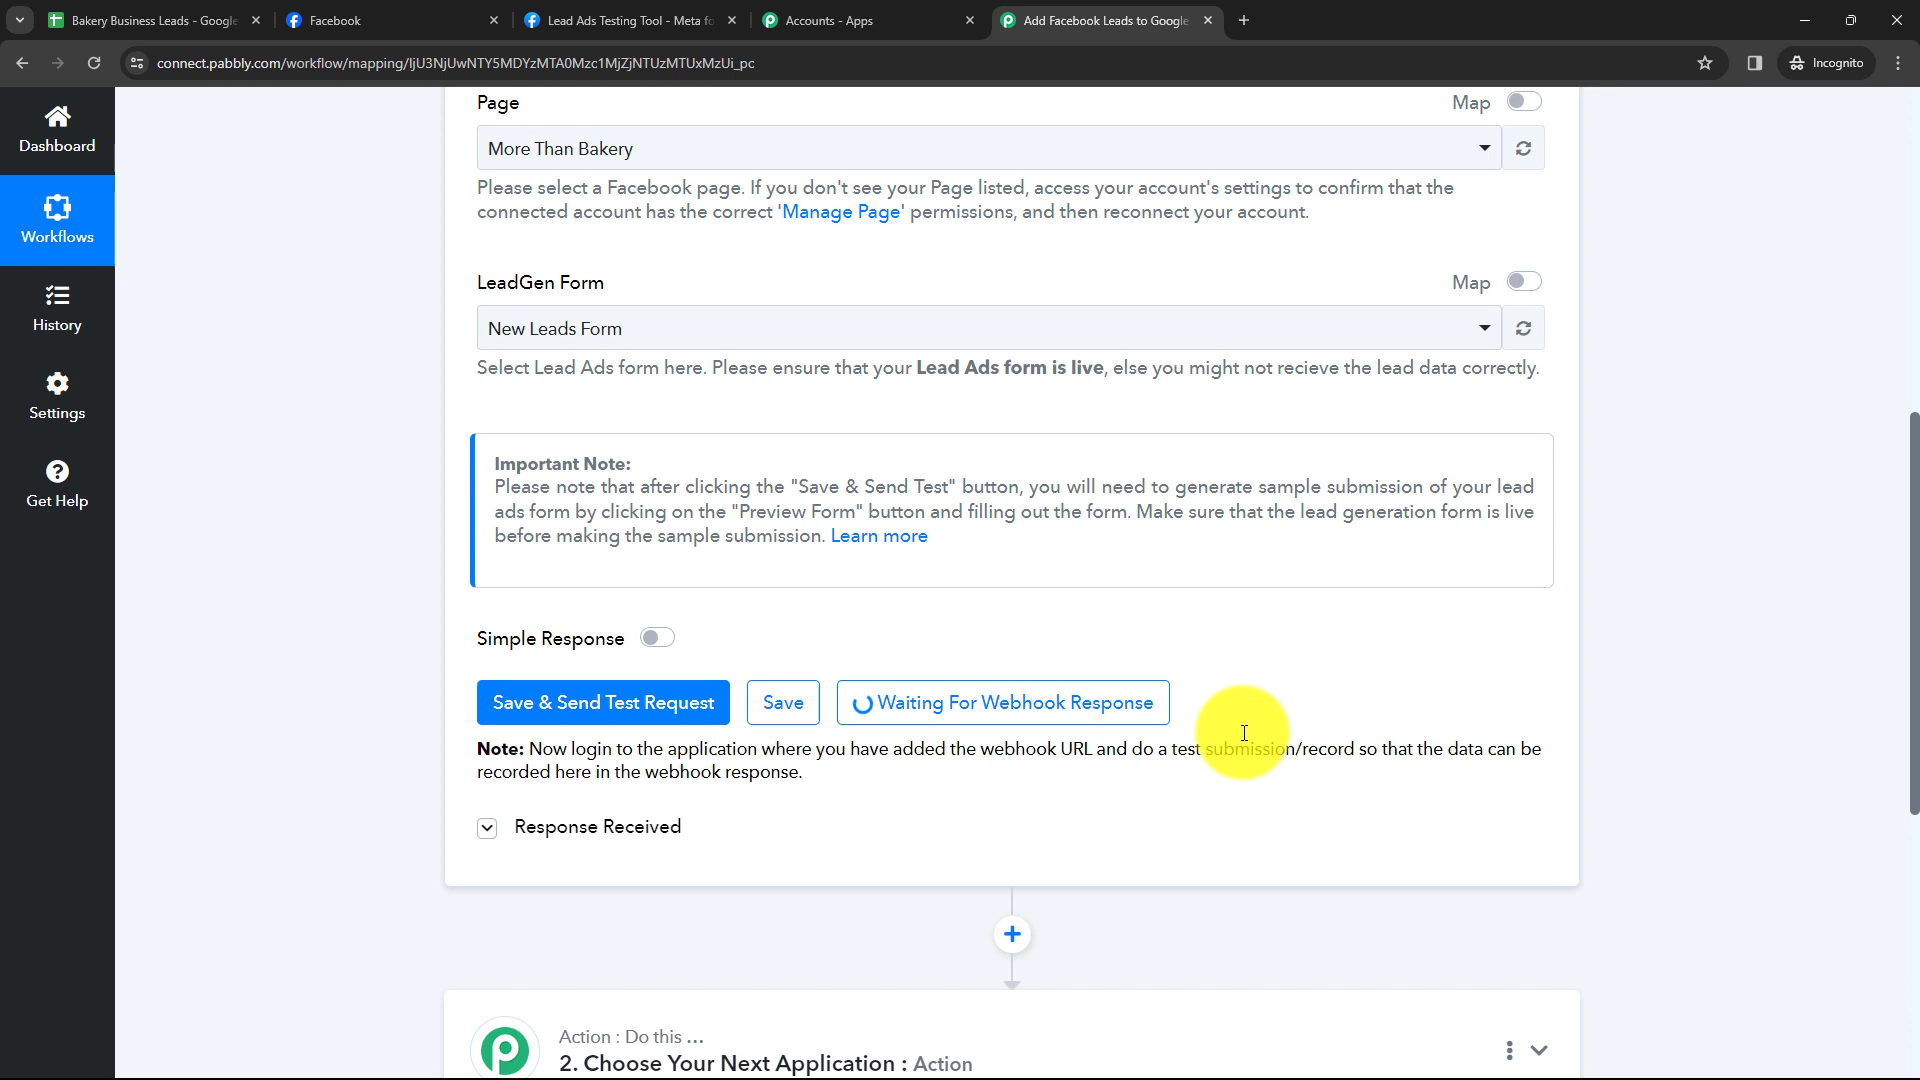 Bakery Business Leads - Google
Facebook
Lead Ads Testing Tool - Meta fo
Accounts - Apps
Add Facebook Leads to Google
connect.pabbly.com/workflow/mapping/IjU3NjUwNTY5MDYzMTA0Mzc1MjZjNTUzMTUxMzUi_pc
Incognito
Dashboard
Workflows
History
Settings
Get Help
Page
Map
More Than Bakery
Please select a Facebook page. If you don't see your Page listed, access your account's settings to confirm that the
connected account has the correct 'Manage Page' permissions, and then reconnect your account.
LeadGen Form
Map
New Leads Form
Select Lead Ads form here. Please ensure that your Lead Ads form is live, else you might not recieve the lead data correctly.
Important Note:
Please note that after clicking the "Save & Send Test" button, you will need to generate sample submission of your lead
ads form by clicking on the "Preview Form" button and filling out the form. Make sure that the lead generation form is live
before making the sample submission. Learn more
Simple Response
Save & Send Test Request
Save
Waiting For Webhook Response
Note: Now login to the application where you have added the webhook URL and do a test submission/record so that the data can be
recorded here in the webhook response.
Response Received
Action : Do this ...
2. Choose Your Next Application : Action